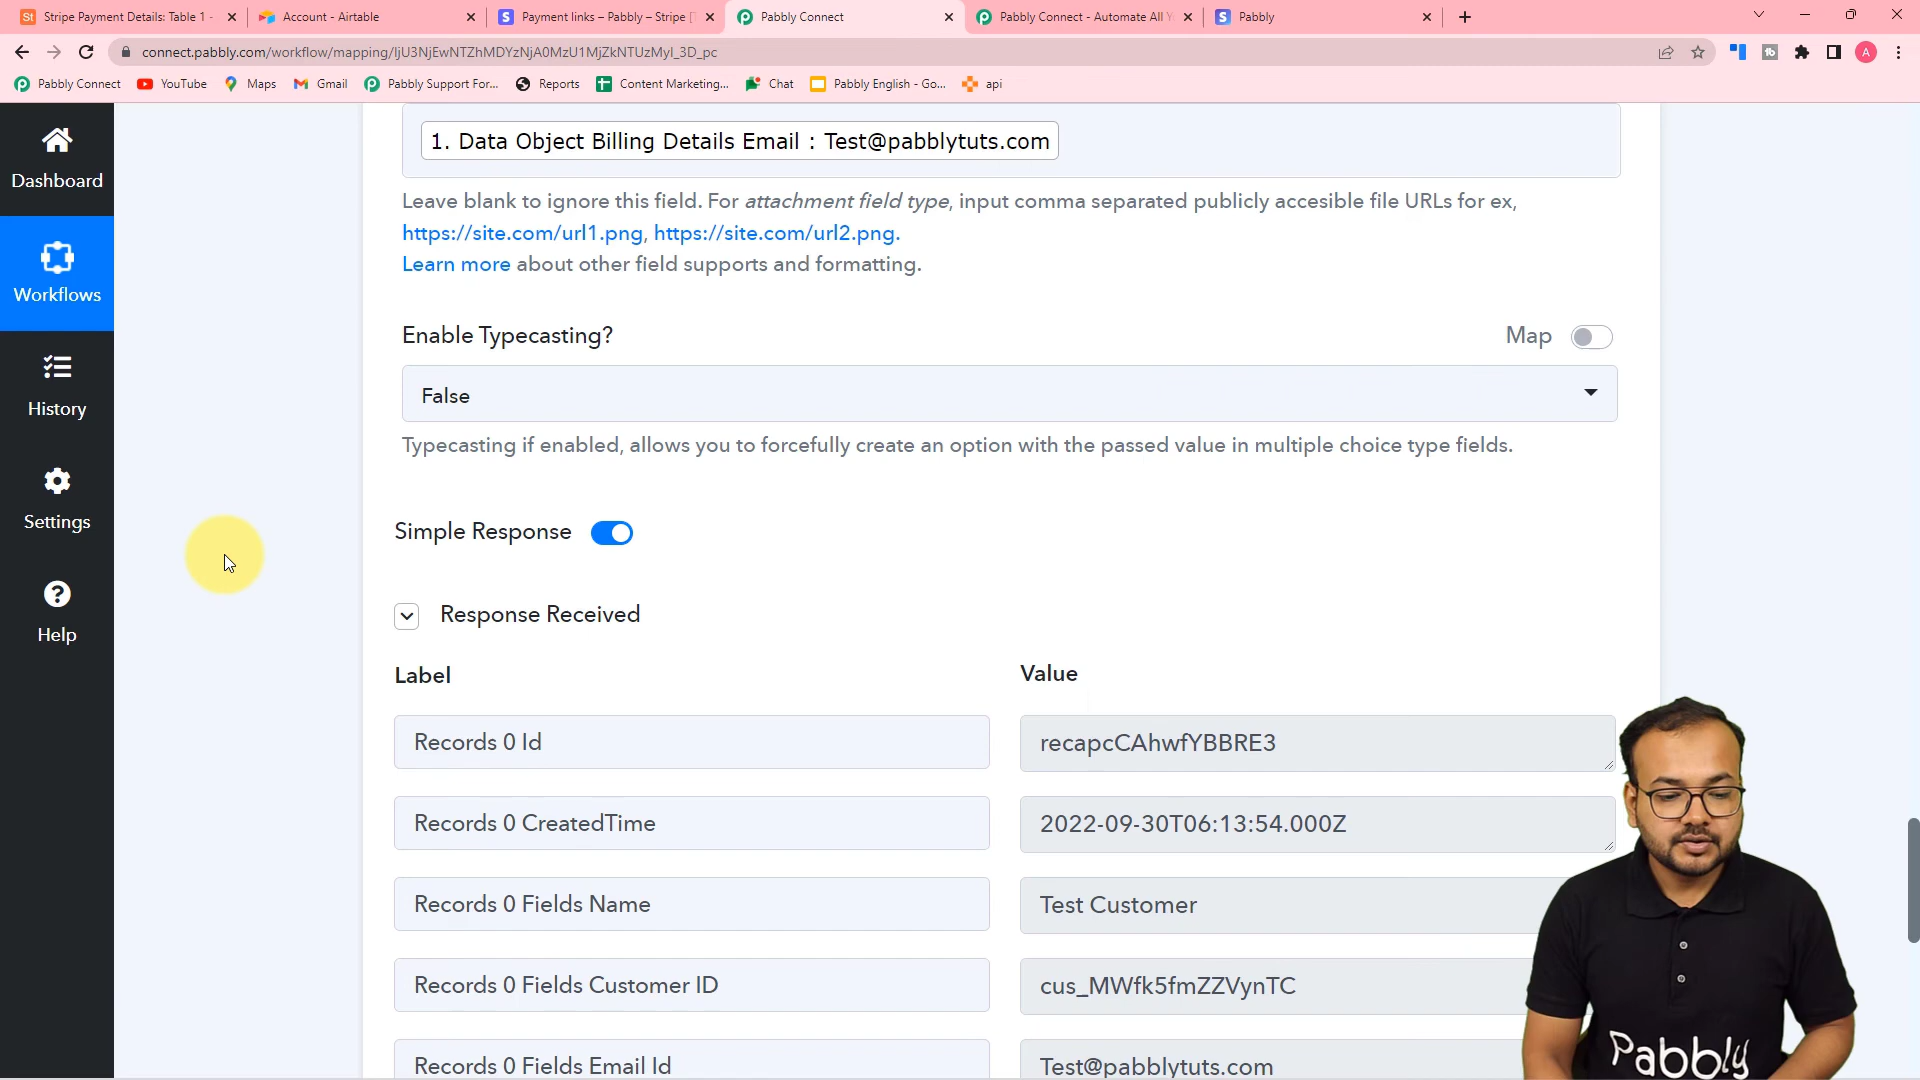 Stripe Payment Details: Table 1 -
Account - Airtable
Payment links – Pabbly – Stripe [T
Pabbly Connect
Pabbly Connect - Automate All Y
Pabbly
connect.pabbly.com/workflow/mapping/IjU3NjEwNTZhMDYzNjA0MzU1MjZkNTUzMyI_3D_pc
Pabbly Connect
YouTube
Maps
Gmail
Pabbly Support For...
Reports
Content Marketing...
Chat
Pabbly English - Go...
api
Dashboard
Workflows
History
Settings
Help
1. Data Object Billing Details Email : Test@pabblytuts.com
Leave blank to ignore this field. For attachment field type, input comma separated publicly accesible file URLs for ex,
https://site.com/url1.png, https://site.com/url2.png.
Learn more about other field supports and formatting.
Enable Typecasting?
Map
False
Typecasting if enabled, allows you to forcefully create an option with the passed value in multiple choice type fields.
Simple Response
Response Received
Label
Value
Records 0 Id
recapcCAhwfYBBRE3
Records 0 CreatedTime
2022-09-30T06:13:54.000Z
Records 0 Fields Name
Test Customer
Records 0 Fields Customer ID
cus_MWfk5fmZZVynTC
Records 0 Fields Email Id
Test@pabblytuts.com
Pabbly